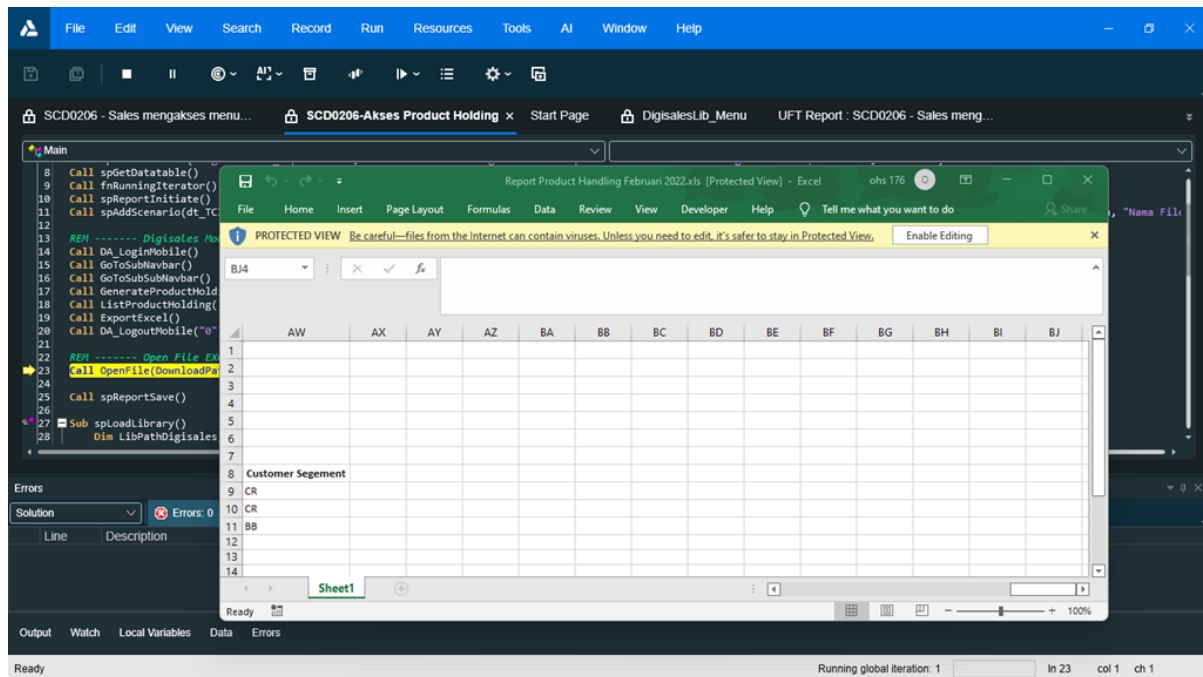 File Edit View Search Record Run Resources Tools AI Window Help
SCD0206 - Sales mengakses menu... SCD0206-Akses Product Holding × Start Page DigisalesLib_Menu UFT Report : SCD0206 - Sales meng...
Main
8 Call spGetDatatable()
9 Call fnRunningIterator()
10 Call spReportInitiate()
11 Call spAddScenario(dt_TC , "Nama File
12
13 REM ------- Digisales Mo
14 Call DA_LoginMobile()
15 Call GoToSubNavbar()
16 Call GoToSubSubNavbar()
17 Call GenerateProductHold
18 Call ListProductHolding(
19 Call ExportExcel()
20 Call DA_LogoutMobile("0"
21
22 REM ------- Open File EX
23 Call OpenFile(DownloadPa
24
25 Call spReportSave()
26
27 Sub spLoadLibrary()
28 Dim LibPathDigisales
Report Product Handling Februari 2022.xls [Protected View] - Excel ohs 176 O
File Home Insert Page Layout Formulas Data Review View Developer Help Tell me what you want to do Share
PROTECTED VIEW Be careful—files from the Internet can contain viruses. Unless you need to edit, it's safer to stay in Protected View. Enable Editing
BJ4 fx
AW AX AY AZ BA BB BC BD BE BF BG BH BI BJ
1
2
3
4
5
6
7
8 Customer Segement
9 CR
10 CR
11 BB
12
13
14
Sheet1
Ready 100%
Errors
Solution Errors: 0
Line Description
Output Watch Local Variables Data Errors
Ready Running global iteration: 1 ln 23 col 1 ch 1